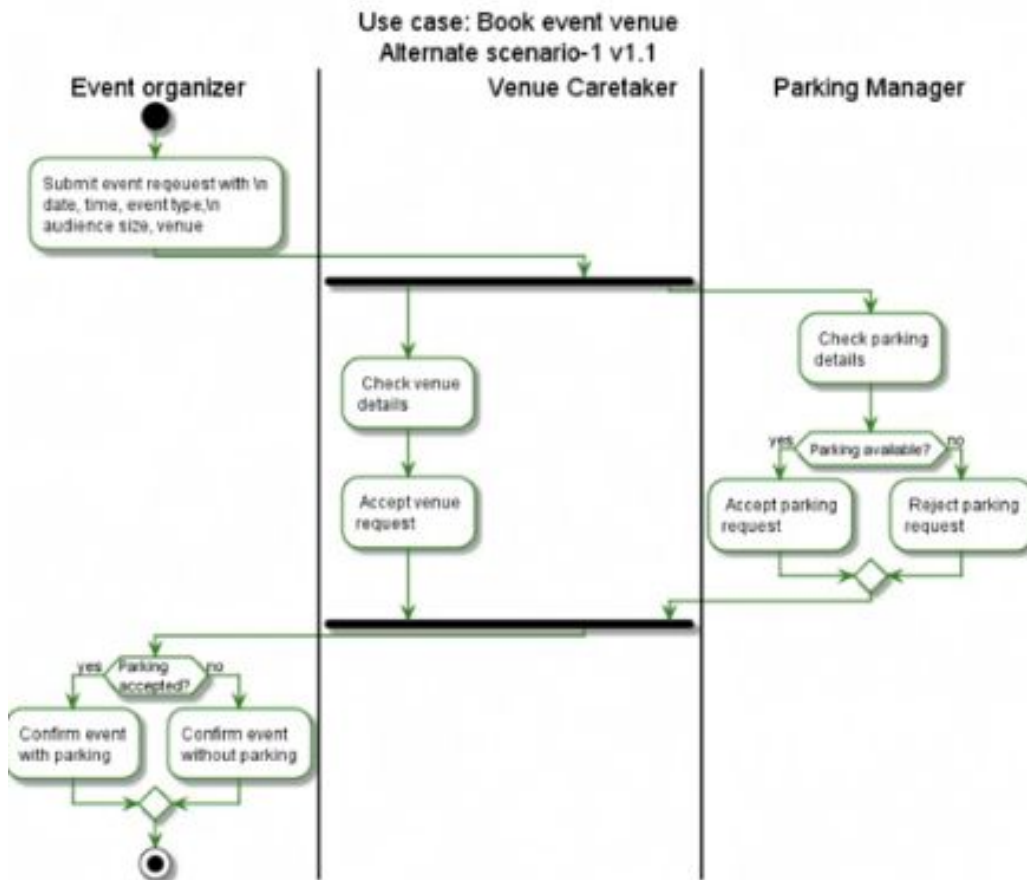 Use case: Book event venue
Alternate scenario-1 v1.1
Event organizer
Venue Caretaker
Parking Manager
Submit event reqeuest with \n
date, time, event type,\n
audience size, venue
Check parking
details
Check venue
details
yes
Parking available?
no
Accept venue
request
Accept parking
request
Reject parking
request
yes
Parking
accepted?
no
Confirm event
with parking
Confirm event
without parking